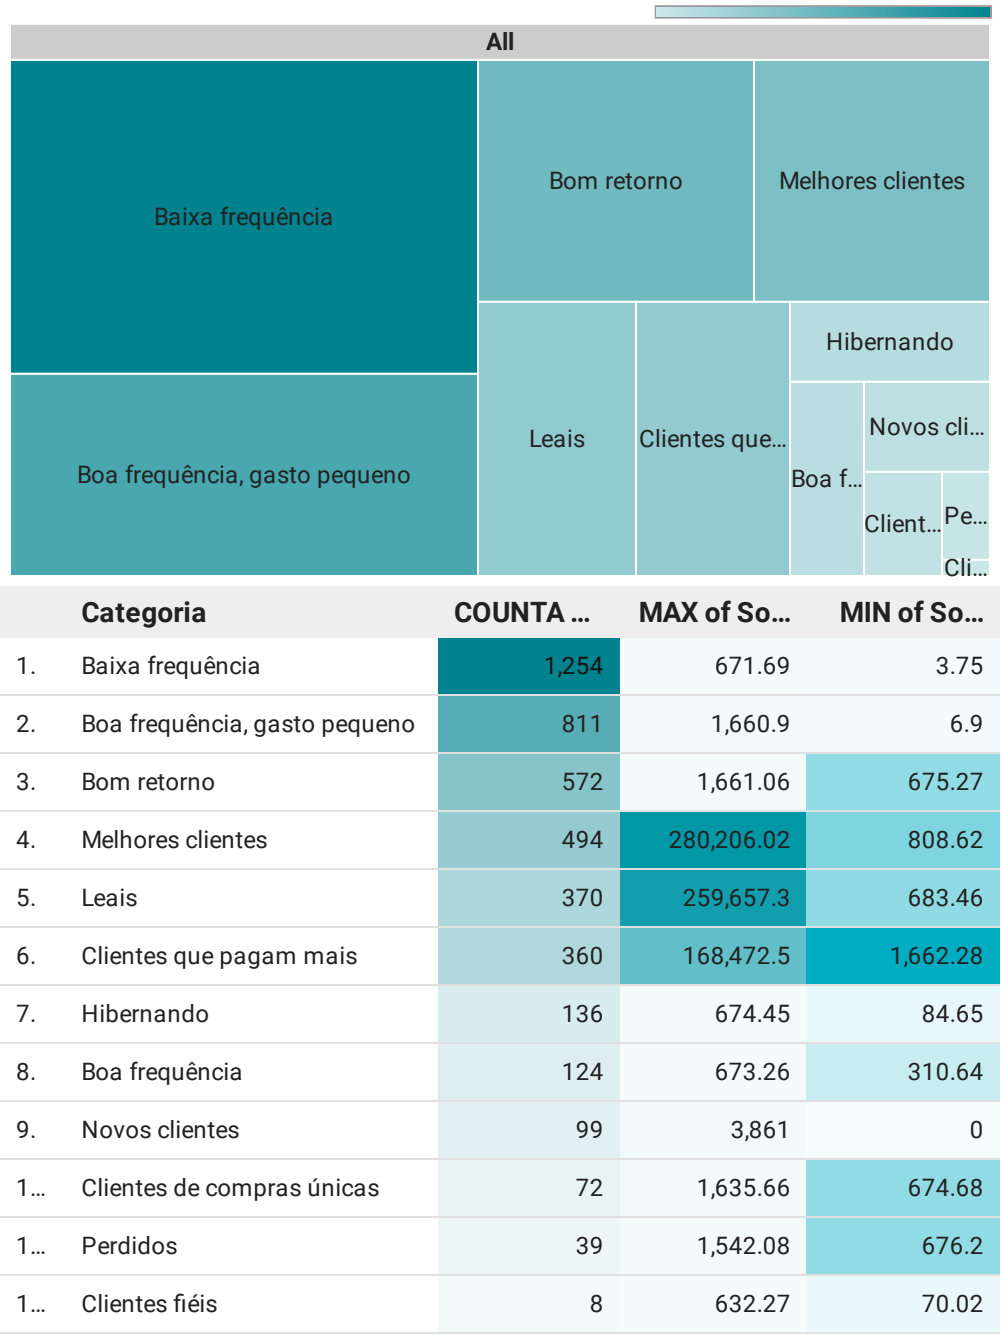 All
Baixa frequência
Bom retorno
Melhores clientes
Boa frequência, gasto pequeno
Leais
Clientes que...
Hibernando
Boa f...
Novos cli...
Client...
Pe...
Cli...
Categoria COUNTA ... MAX of So... MIN of So...
1. Baixa frequência 1,254 671.69 3.75
2. Boa frequência, gasto pequeno 811 1,660.9 6.9
3. Bom retorno 572 1,661.06 675.27
4. Melhores clientes 494 280,206.02 808.62
5. Leais 370 259,657.3 683.46
6. Clientes que pagam mais 360 168,472.5 1,662.28
7. Hibernando 136 674.45 84.65
8. Boa frequência 124 673.26 310.64
9. Novos clientes 99 3,861 0
1... Clientes de compras únicas 72 1,635.66 674.68
1... Perdidos 39 1,542.08 676.2
1... Clientes fiéis 8 632.27 70.02